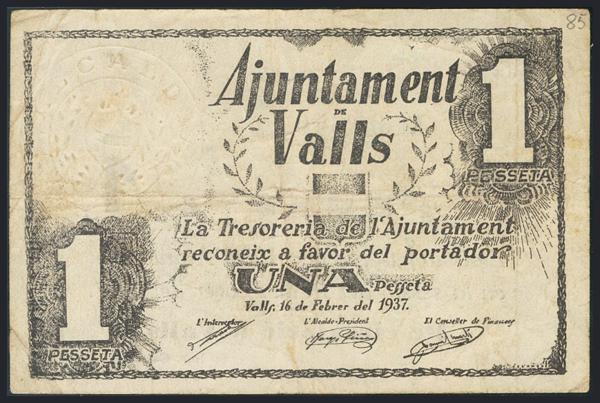 85
Ajuntament
DE
Valls
1
PESSETA
La Tresoreria de l'Ajuntament
reconeix a favor del portador
UNA Pesseta
Valls, 16 de Febrer del 1937.
L'Interventor
L'Alcalde-President
El Conseller de Finances
1
PESSETA